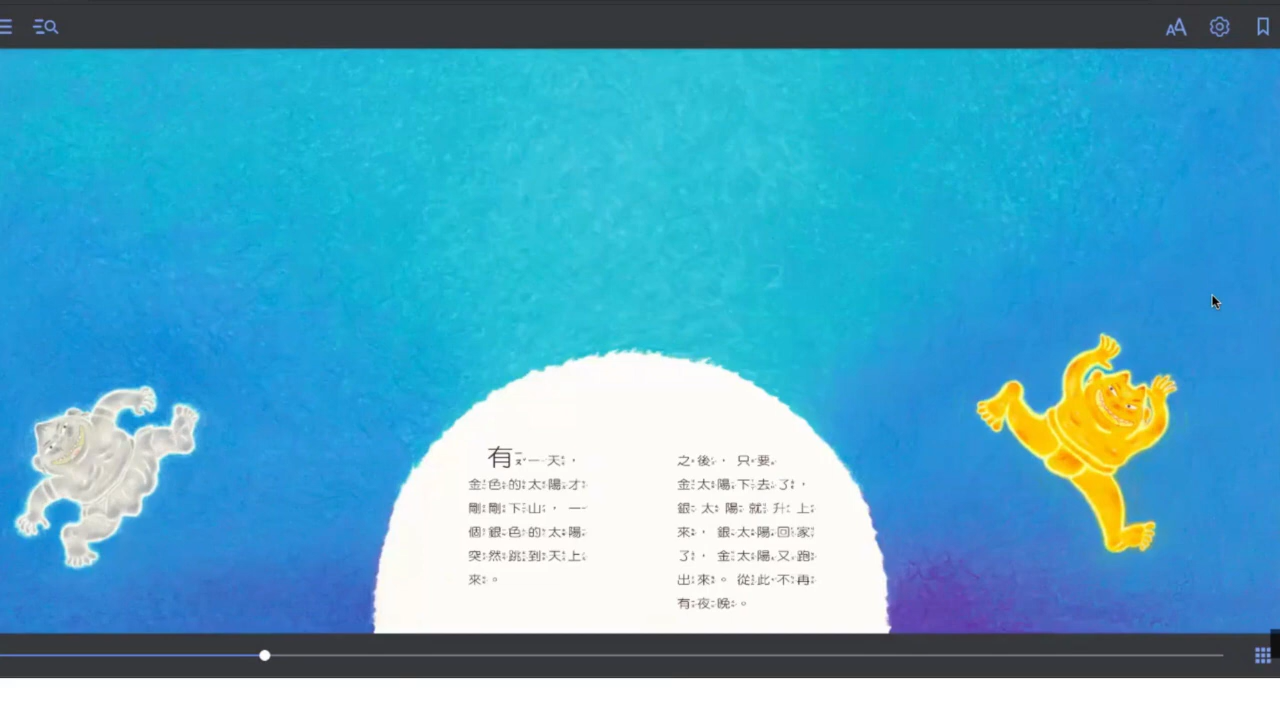 有一天，
金色的太陽才
剛剛下山，一
個銀色的太陽
突然跳到天上
來。
之後，只要
金太陽下去了，
銀太陽就升上
來，銀太陽回家
了，金太陽又跑
出來。從此不再
有夜晚。